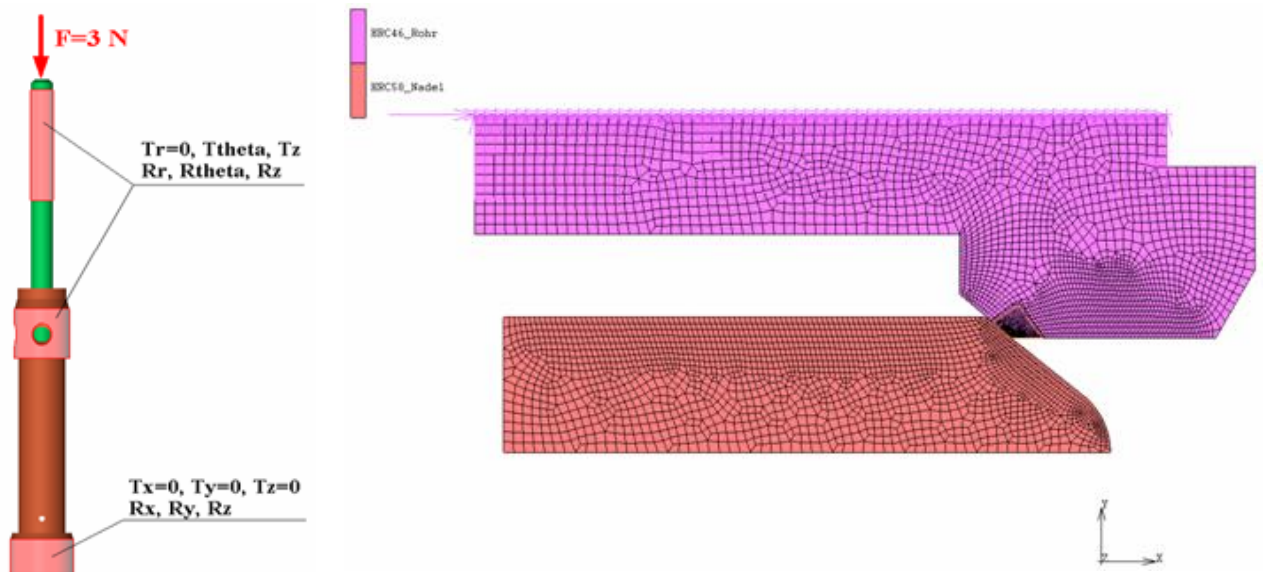 F=3 N
Tr=0, Ttheta, Tz
Rr, Rtheta, Rz
Tx=0, Ty=0, Tz=0
Rx, Ry, Rz
HRC46_Rohr
HRC58_Nadel
Y
Z
X